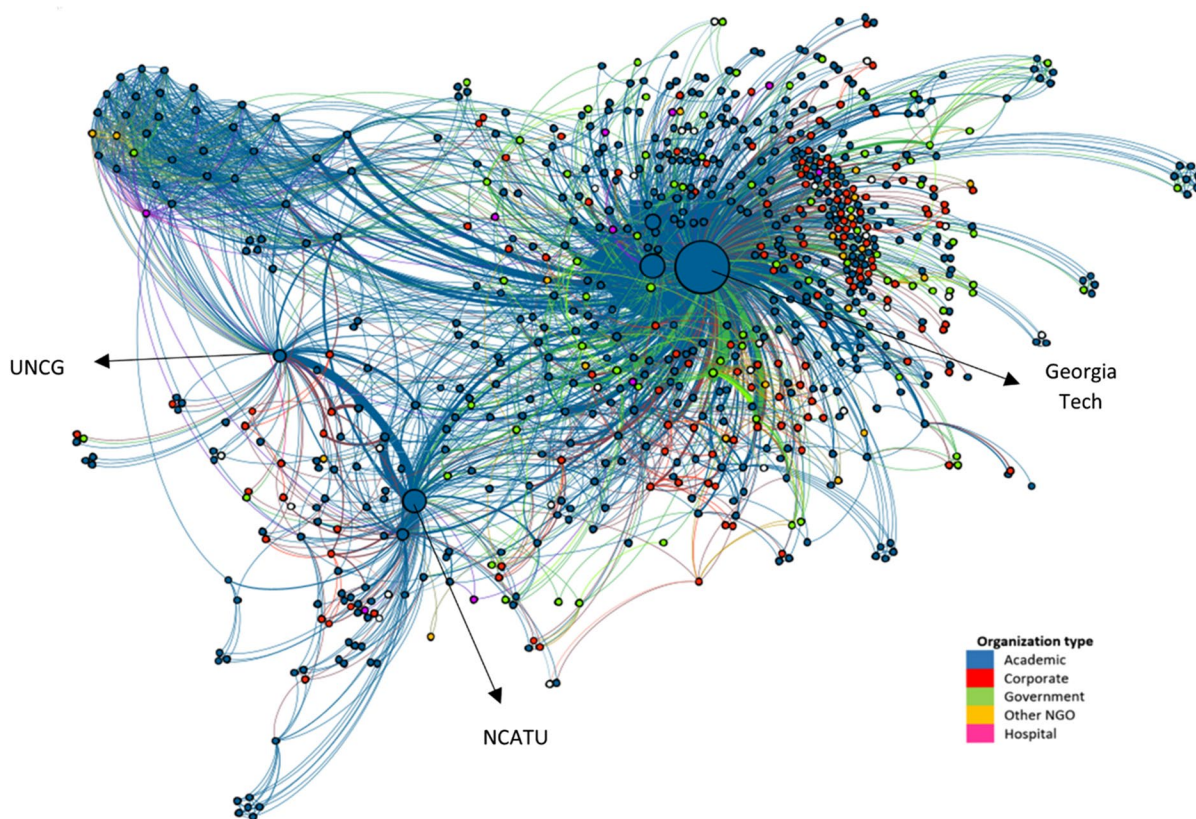 UNCG
Georgia
Tech
NCATU
Organization type
Academic
Corporate
Government
Other NGO
Hospital